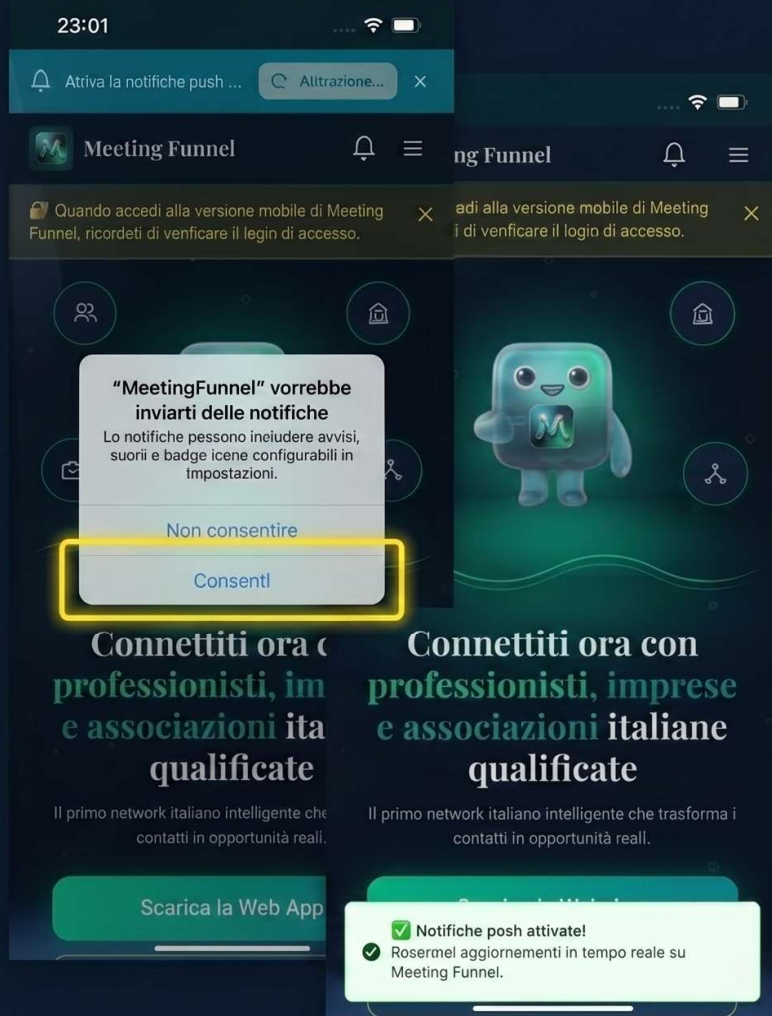 23:01
Attiva la notifiche push ...
Alltrazione...
Meeting Funnel
Quando accedi alla versione mobile di Meeting
Funnel, ricordeti di venficare il legin di accesso.
“MeetingFunnel” vorrebbe
inviarti delle notifiche
Lo notifiche pessono ineiudere avvisi,
suorii e badge icene configurabili in
tmpostazioni.
Non consentire
Consentl
Connettiti ora c
professionisti, im
e associazioni ita
qualificate
Il primo network italiano intelligente che
contatti in opportunità reali.
Scarica la Web App
ng Funnel
adi alla versione mobile di Meeting
i di venficare il login di accesso.
M
Connettiti ora con
professionisti, imprese
e associazioni italiane
qualificate
Il primo network italiano intelligente che trasforma i
contatti in opportunità reall.
Notifiche posh attivate!
Rosermel aggiornementi in tempo reale su
Meeting Funnel.